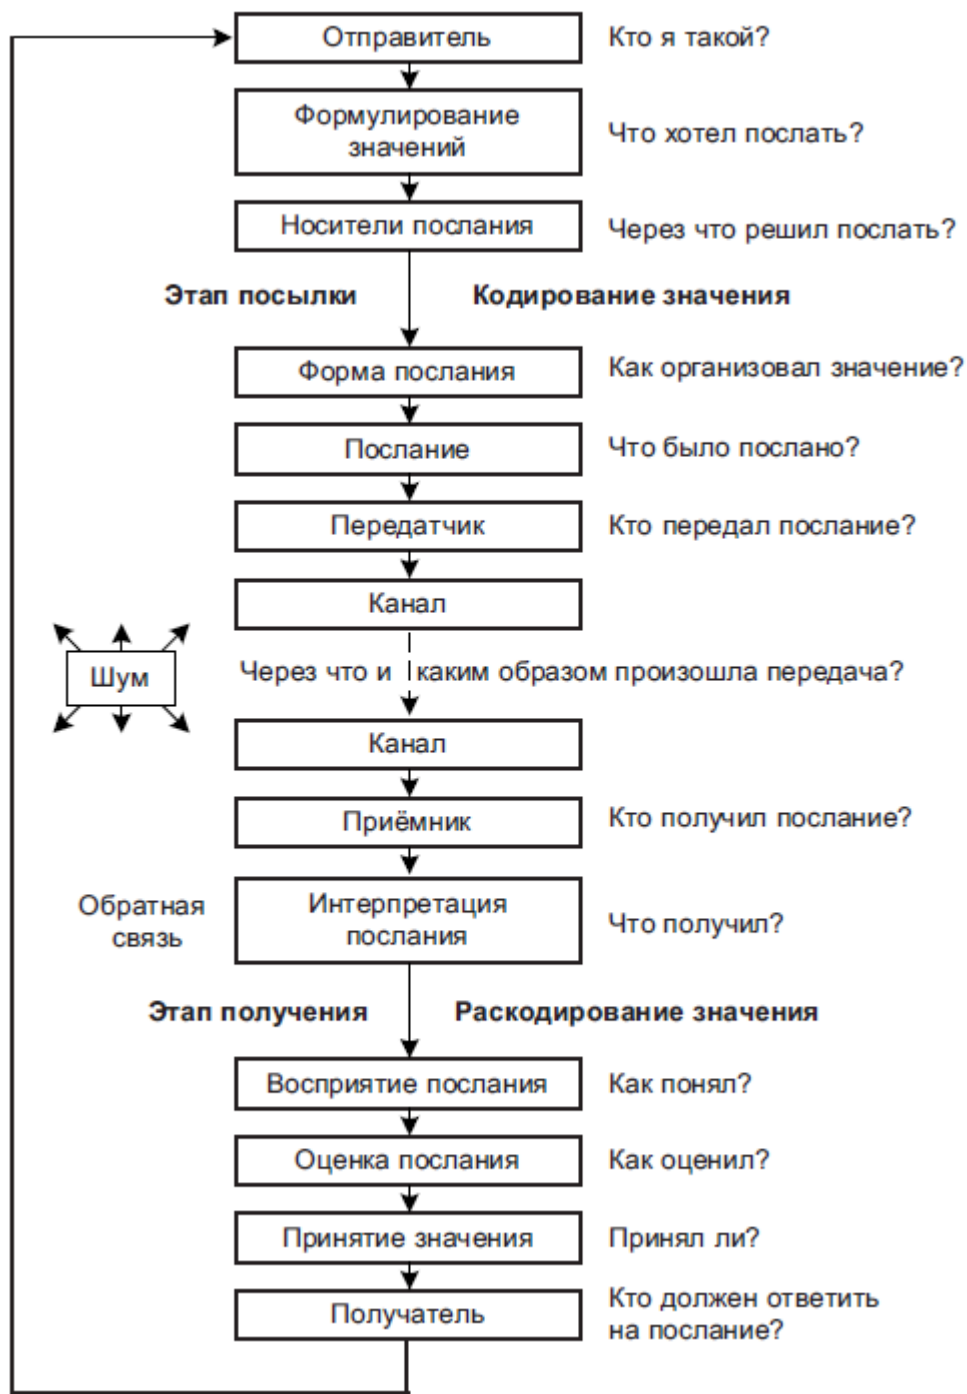 Отправитель
Кто я такой?
Формулирование
значений
Что хотел послать?
Носители послания
Через что решил послать?
Этап посылки
Кодирование значения
Форма послания
Как организовал значение?
Послание
Что было послано?
Передатчик
Кто передал послание?
Канал
Шум
Через что и каким образом произошла передача?
Канал
Приёмник
Кто получил послание?
Обратная
связь
Интерпретация
послания
Что получил?
Этап получения
Раскодирование значения
Восприятие послания
Как понял?
Оценка послания
Как оценил?
Принятие значения
Принял ли?
Получатель
Кто должен ответить
на послание?